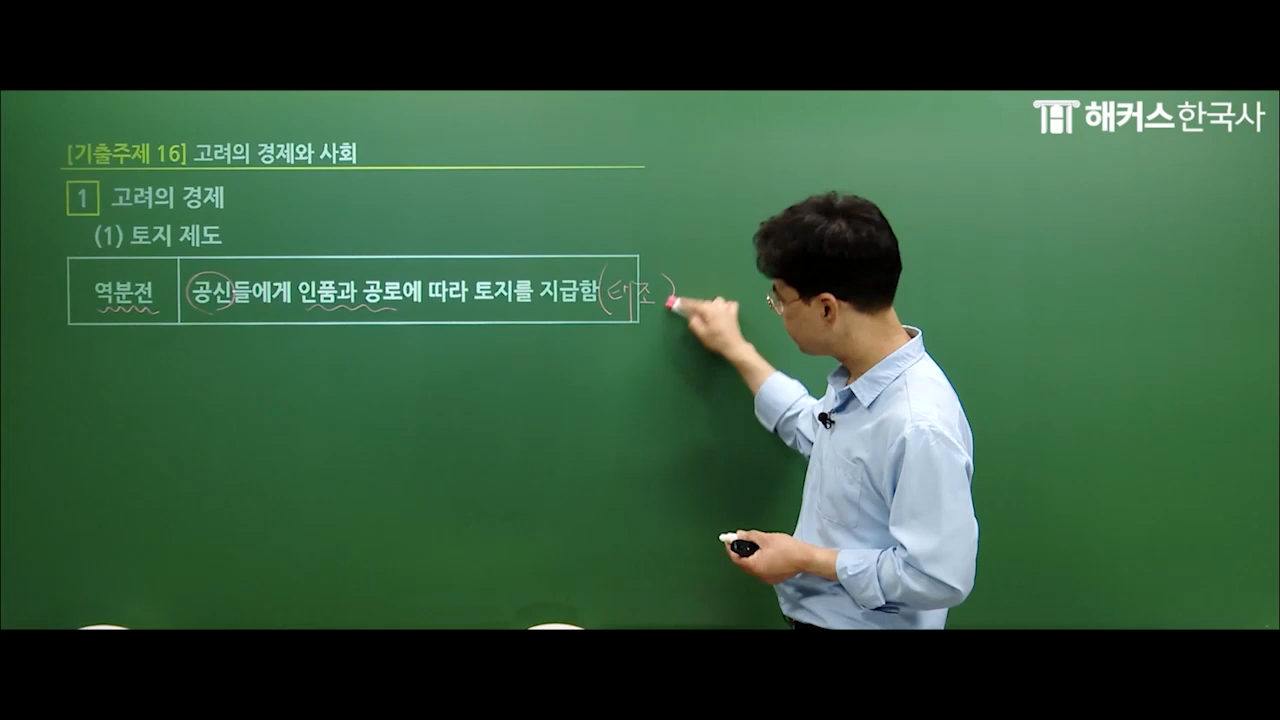 해커스한국사
[기출주제 16] 고려의 경제와 사회
1 고려의 경제
(1) 토지 제도
역분전 공신들에게 인품과 공로에 따라 토지를 지급함 (태조)